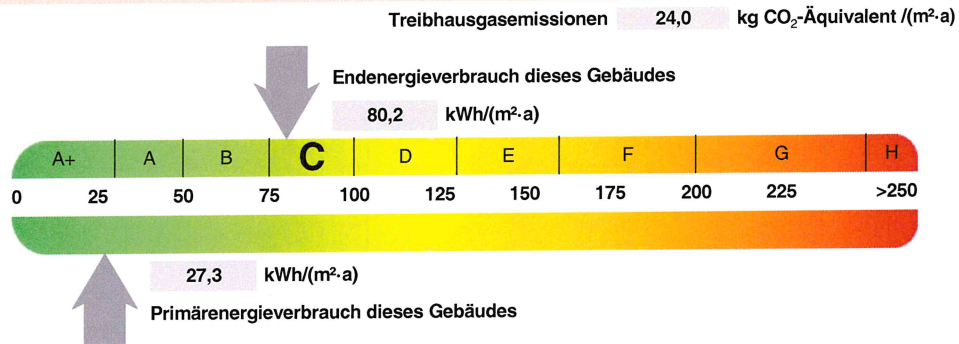 Treibhausgasemissionen 24,0 kg CO₂-Äquivalent /(m²·a)
Endenergieverbrauch dieses Gebäudes
80,2 kWh/(m²·a)
A+ A B C D E F G H
0 25 50 75 100 125 150 175 200 225 >250
27,3 kWh/(m²·a)
Primärenergieverbrauch dieses Gebäudes